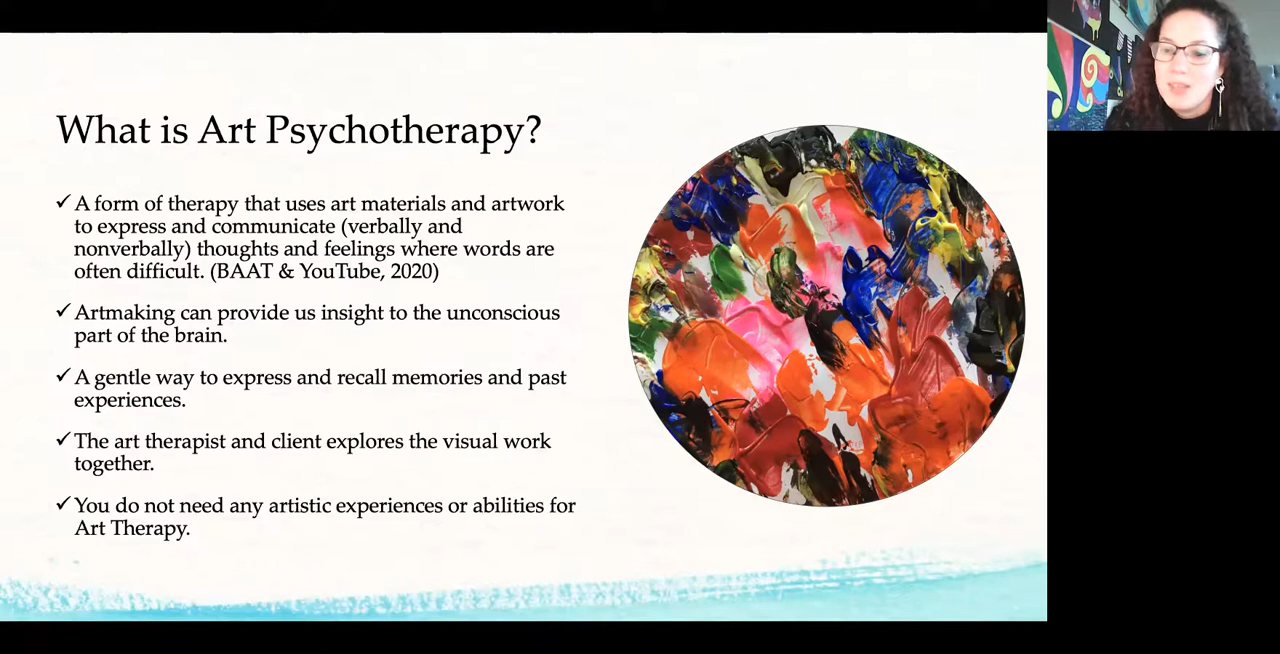 What is Art Psychotherapy?
✓ A form of therapy that uses art materials and artwork
to express and communicate (verbally and
nonverbally) thoughts and feelings where words are
often difficult. (BAAT & YouTube, 2020)
✓ Artmaking can provide us insight to the unconscious
part of the brain.
✓ A gentle way to express and recall memories and past
experiences.
✓ The art therapist and client explores the visual work
together.
✓ You do not need any artistic experiences or abilities for
Art Therapy.